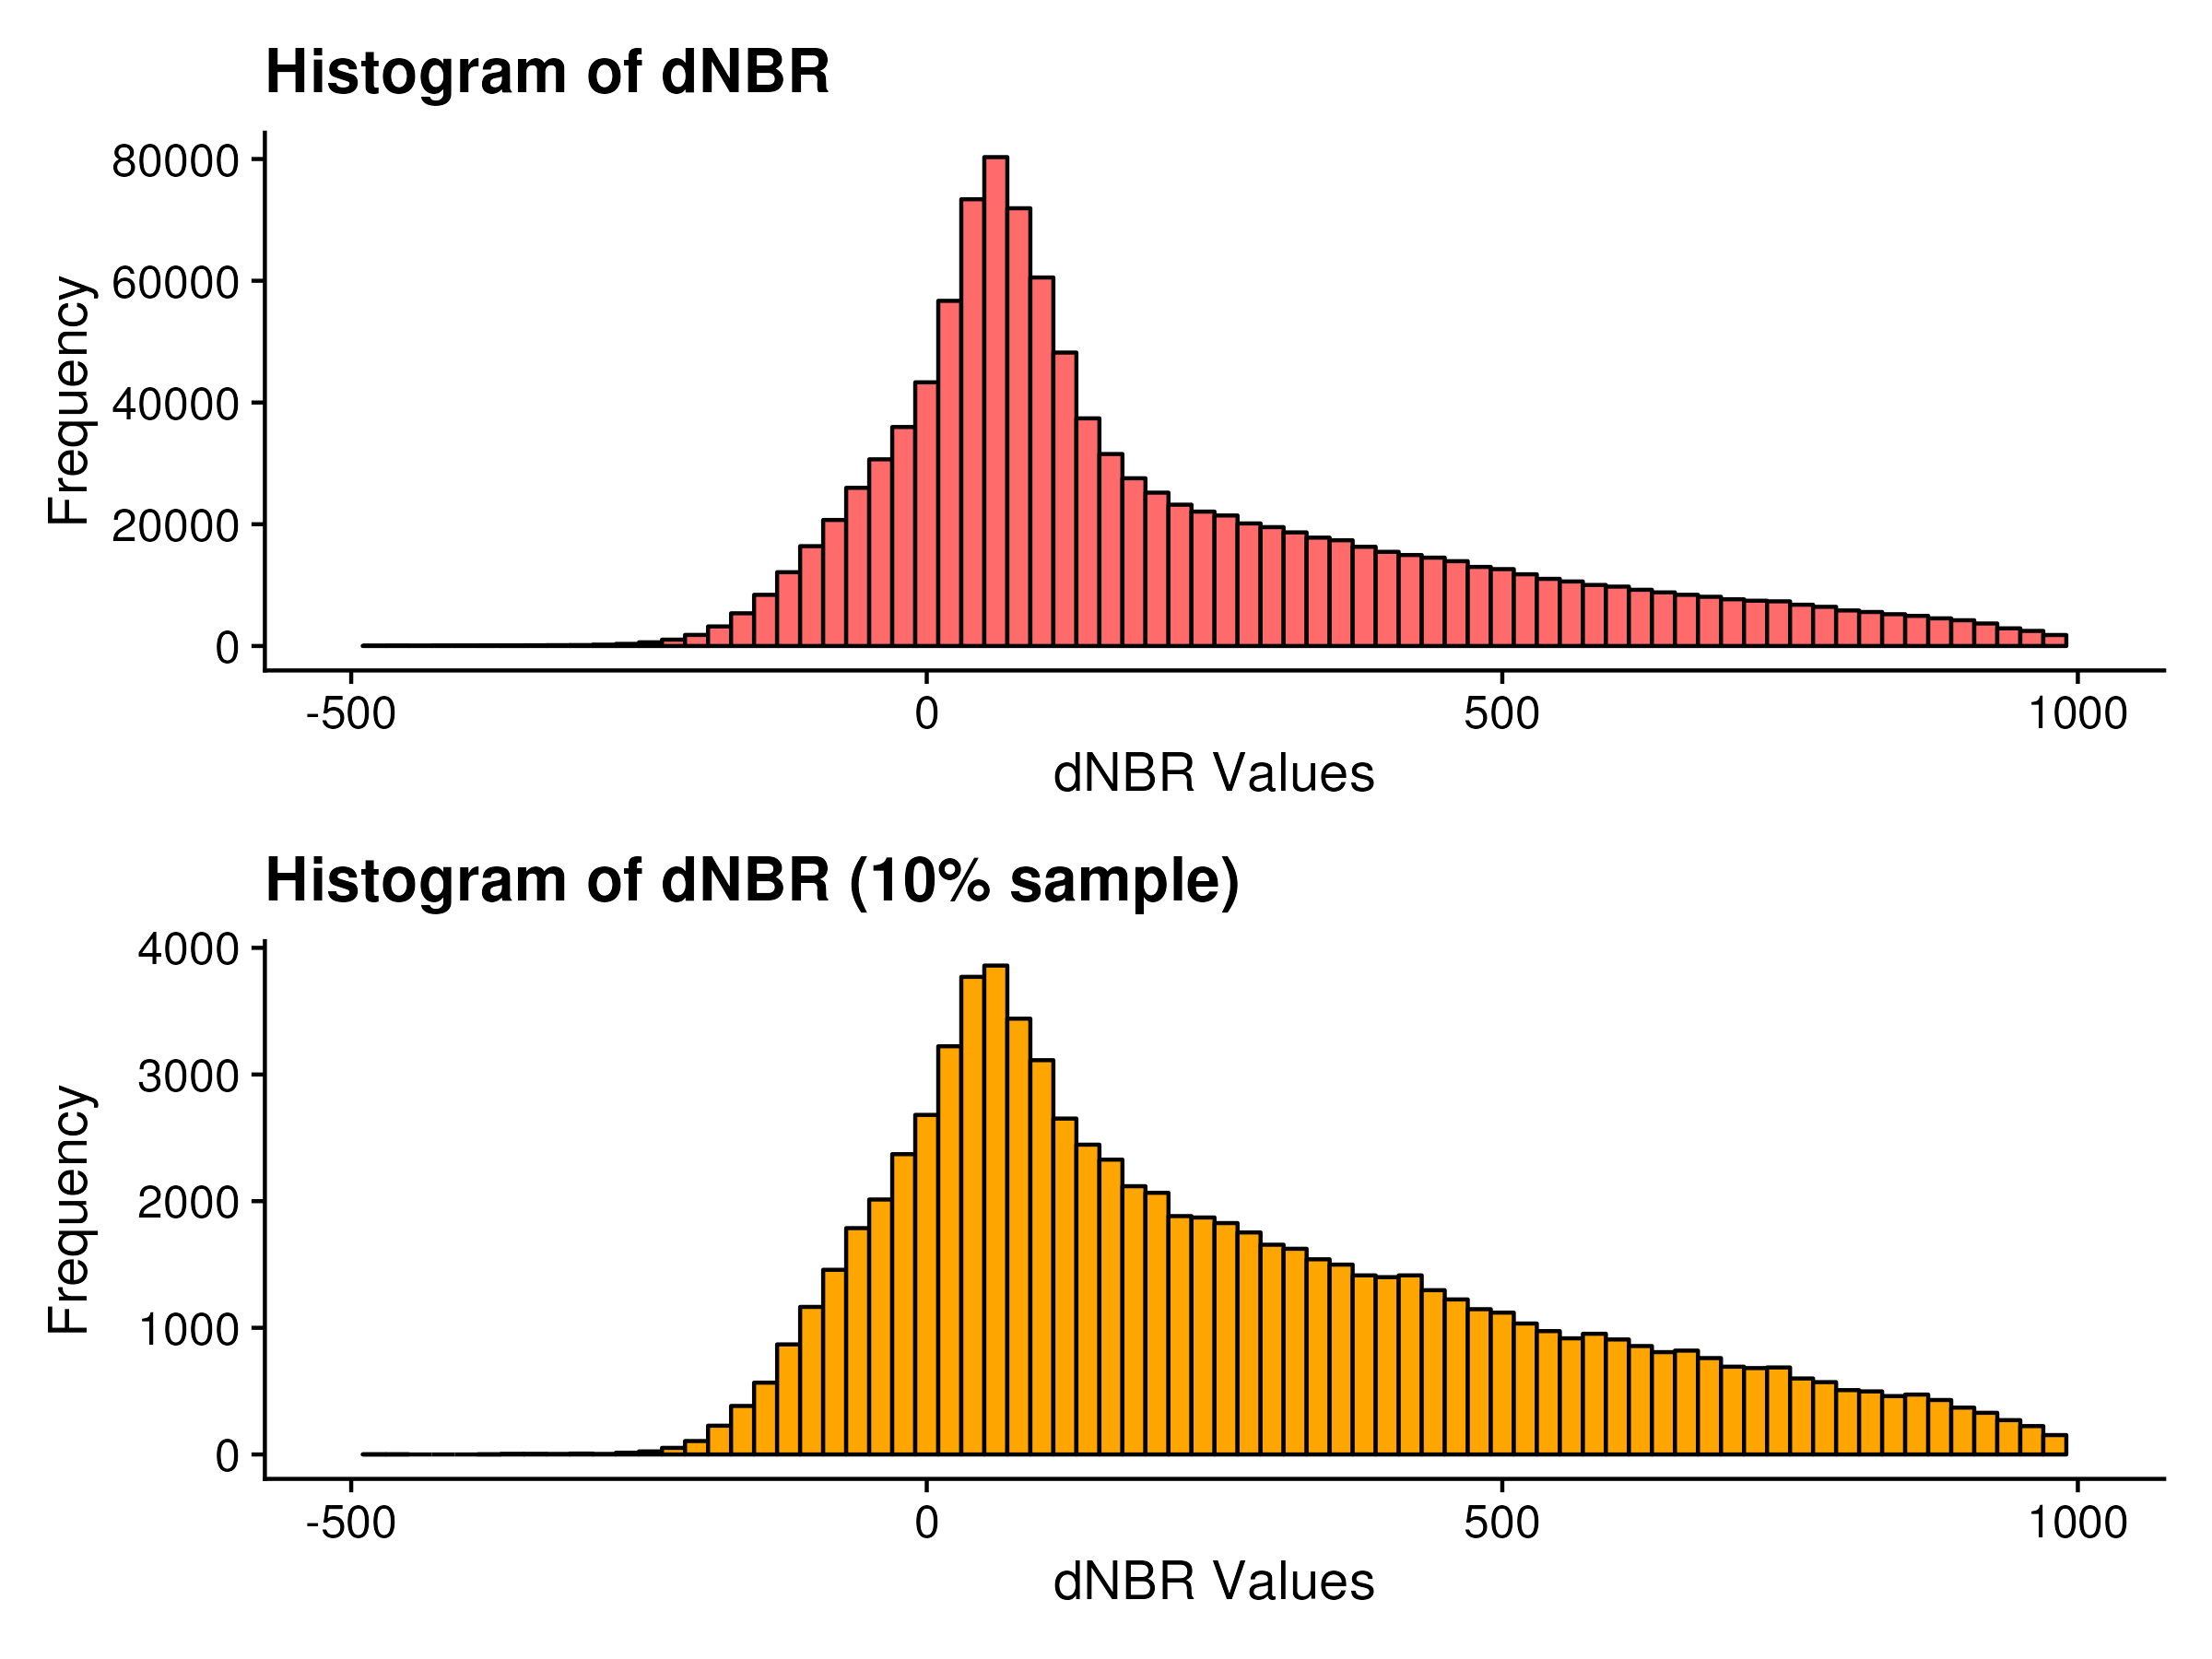 Histogram of dNBR
80000
60000
40000
20000
0
Frequency
-500 0 500 1000
dNBR Values
Histogram of dNBR (10% sample)
4000
3000
2000
1000
0
Frequency
-500 0 500 1000
dNBR Values